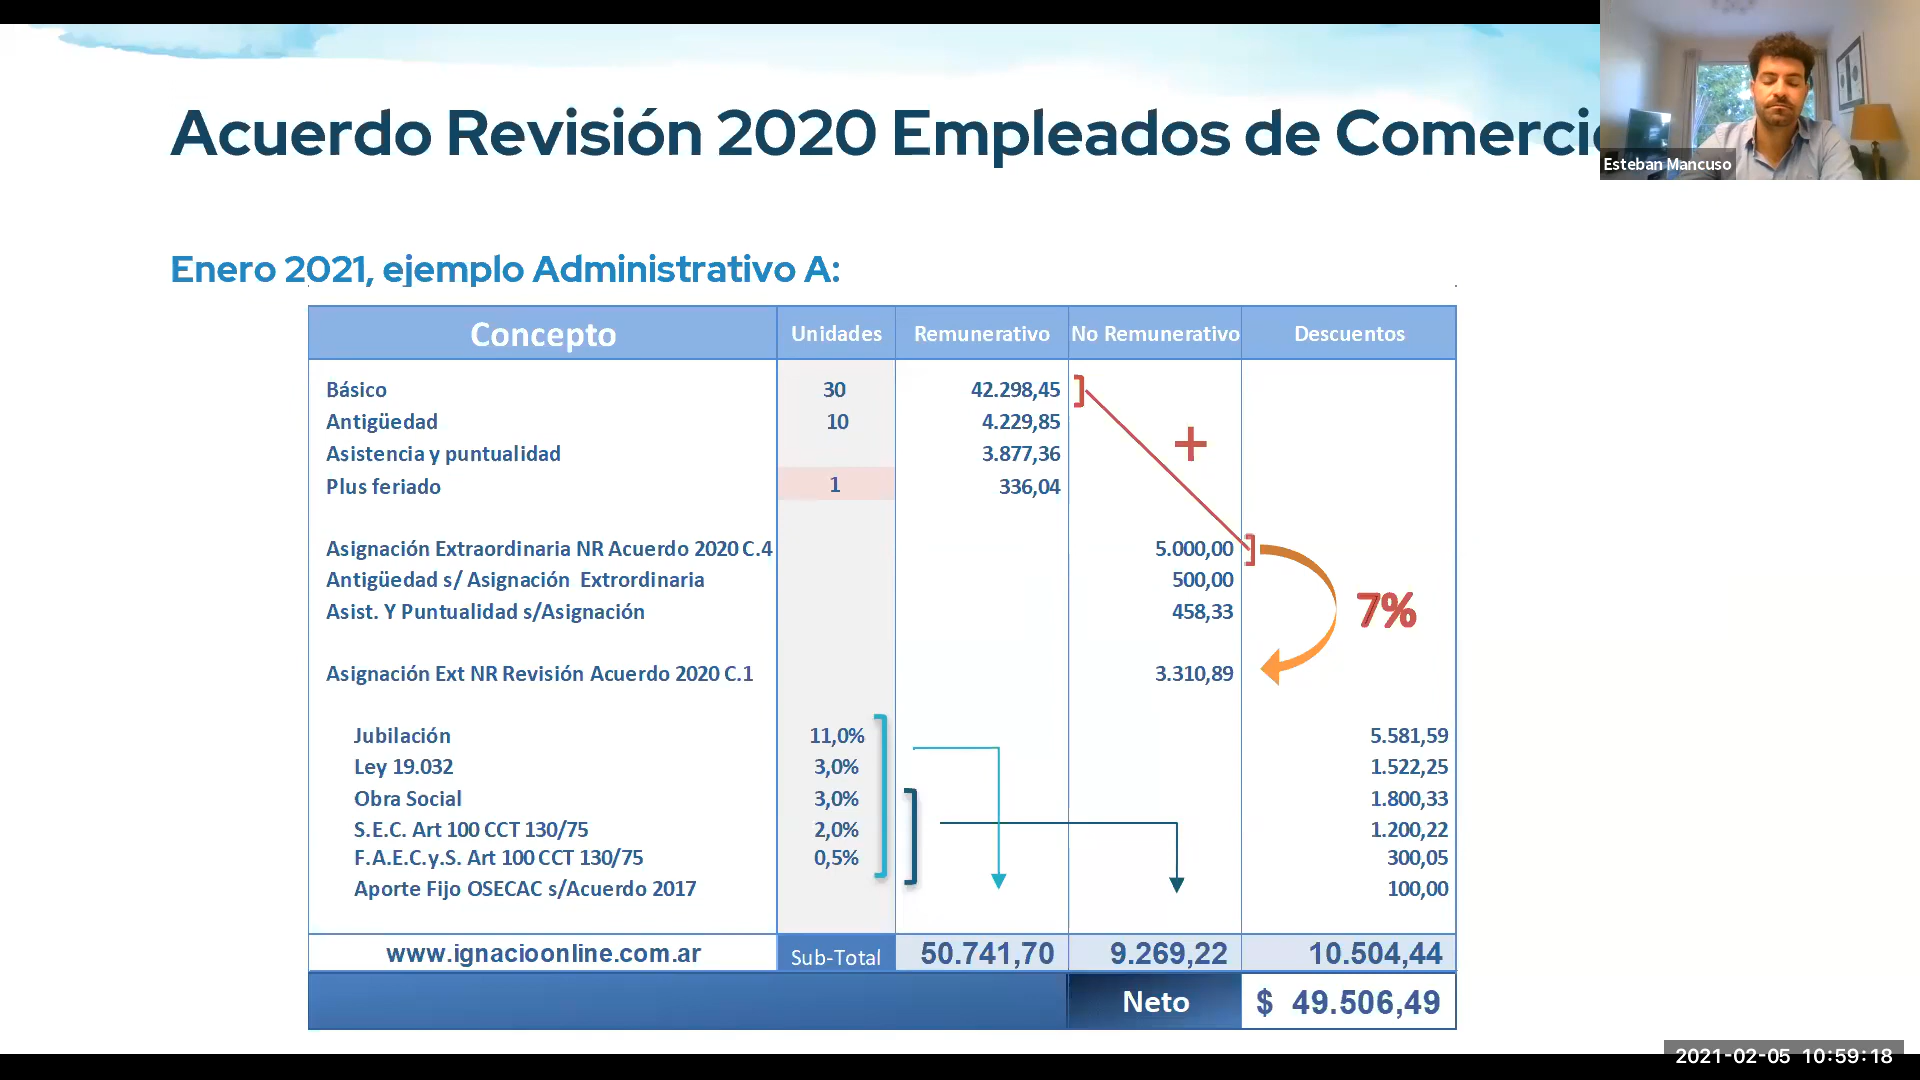 Acuerdo Revisión 2020 Empleados de Comerci
Esteban Mancuso
Enero 2021, ejemplo Administrativo A:
Concepto Unidades Remunerativo No Remunerativo Descuentos
Básico 30 42.298,45
Antigüedad 10 4.229,85
Asistencia y puntualidad 3.877,36
+
Plus feriado 1 336,04
Asignación Extraordinaria NR Acuerdo 2020 C.4 5.000,00
Antigüedad s/ Asignación Extrordinaria 500,00
Asist. Y Puntualidad s/Asignación 458,33
7%
Asignación Ext NR Revisión Acuerdo 2020 C.1 3.310,89
Jubilación 11,0% 5.581,59
Ley 19.032 3,0% 1.522,25
Obra Social 3,0% 1.800,33
S.E.C. Art 100 CCT 130/75 2,0% 1.200,22
F.A.E.C.y.S. Art 100 CCT 130/75 0,5% 300,05
Aporte Fijo OSECAC s/Acuerdo 2017 100,00
www.ignacioonline.com.ar Sub-Total 50.741,70 9.269,22 10.504,44
Neto $ 49.506,49
2021-02-05 10:59:18